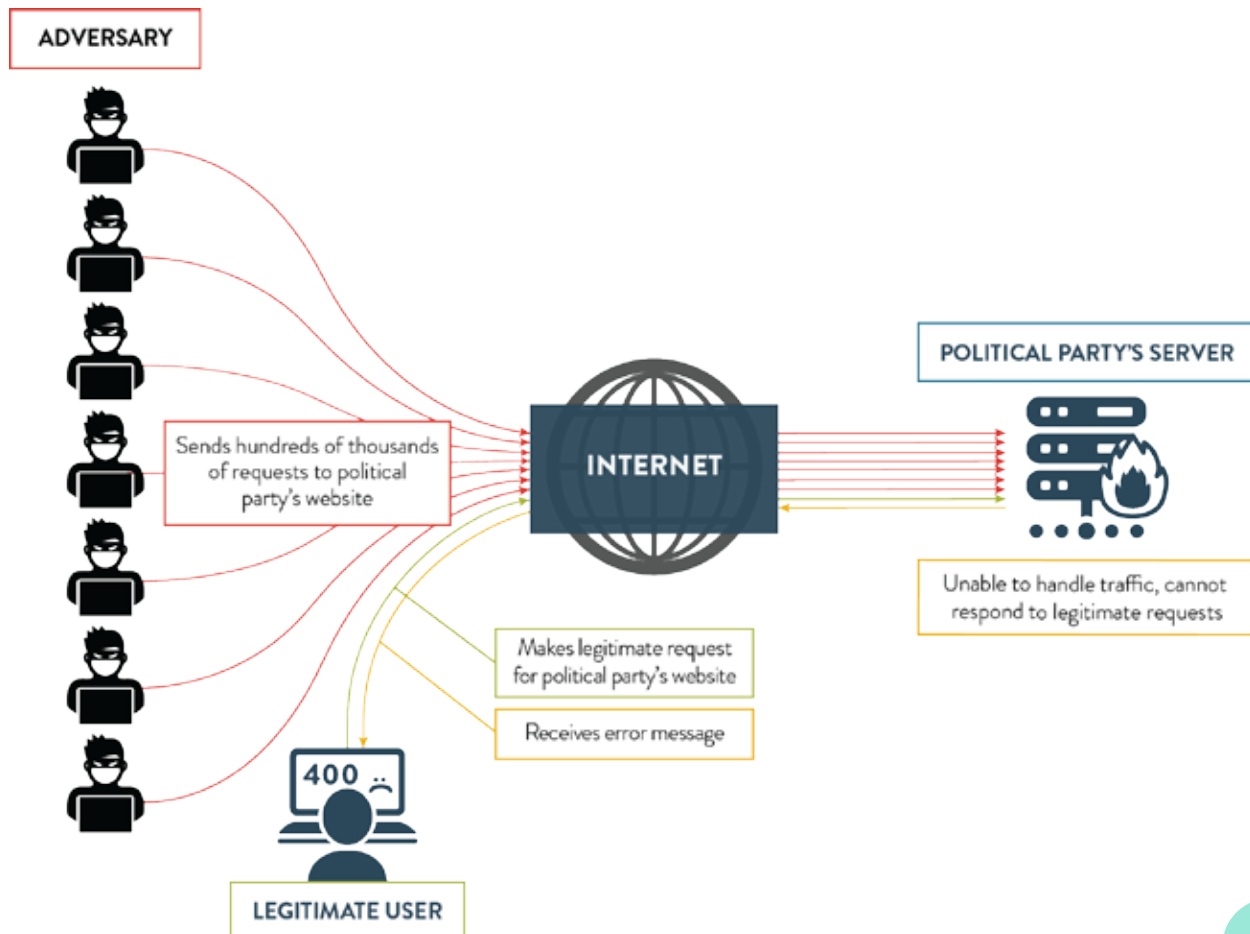 ADVERSARY
Sends hundreds of thousands
of requests to political
party's website
INTERNET
POLITICAL PARTY'S SERVER
Unable to handle traffic, cannot
respond to legitimate requests
Makes legitimate request
for political party's website
Receives error message
400
LEGITIMATE USER